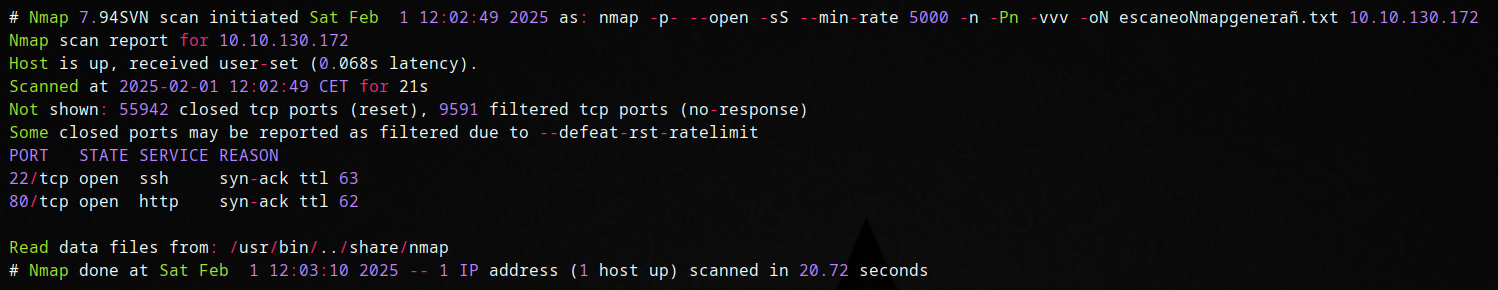 # Nmap 7.94SVN scan initiated Sat Feb  1 12:02:49 2025 as: nmap -p- --open -sS --min-rate 5000 -n -Pn -vvv -oN escaneoNmapgenerañ.txt 10.10.130.172
Nmap scan report for 10.10.130.172
Host is up, received user-set (0.068s latency).
Scanned at 2025-02-01 12:02:49 CET for 21s
Not shown: 55942 closed tcp ports (reset), 9591 filtered tcp ports (no-response)
Some closed ports may be reported as filtered due to --defeat-rst-ratelimit
PORT   STATE SERVICE REASON
22/tcp open  ssh     syn-ack ttl 63
80/tcp open  http    syn-ack ttl 62

Read data files from: /usr/bin/../share/nmap
# Nmap done at Sat Feb  1 12:03:10 2025 -- 1 IP address (1 host up) scanned in 20.72 seconds